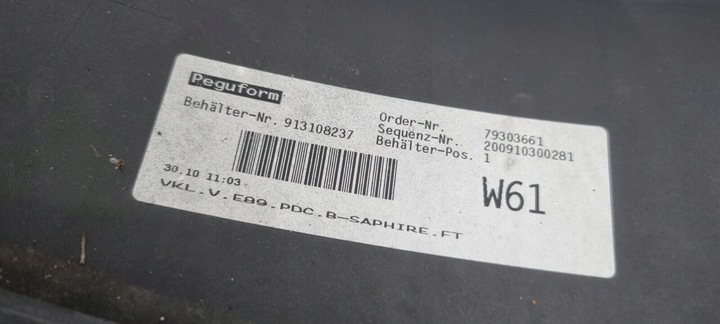 Peguform
Behälter-Nr. 913108237
Order-Nr. 79303661
Sequenz-Nr. 200910300281
Behälter-Pos. 1
30.10 11:03
W61
VKL.V.E89.PDC.B-SAPHIRE.FT